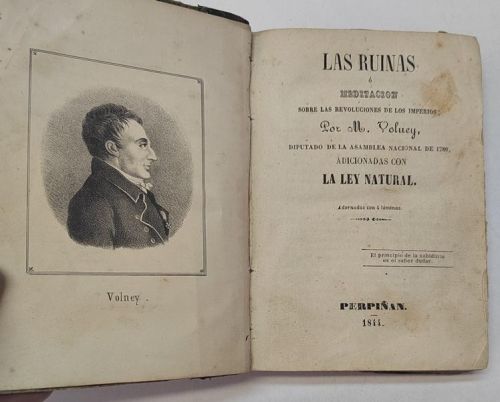 Volney.
LAS RUINAS
ó
MEDITACION
SOBRE LAS REVOLUCIONES DE LOS IMPERIOS:
Por M. Volney,
DIPUTADO DE LA ASAMBLEA NACIONAL DE 1789,
ADICIONADAS CON
LA LEY NATURAL.
Adornadas con 4 láminas.
El principio de la sabiduría
es el saber dudar.
PERPIÑAN.
1844.